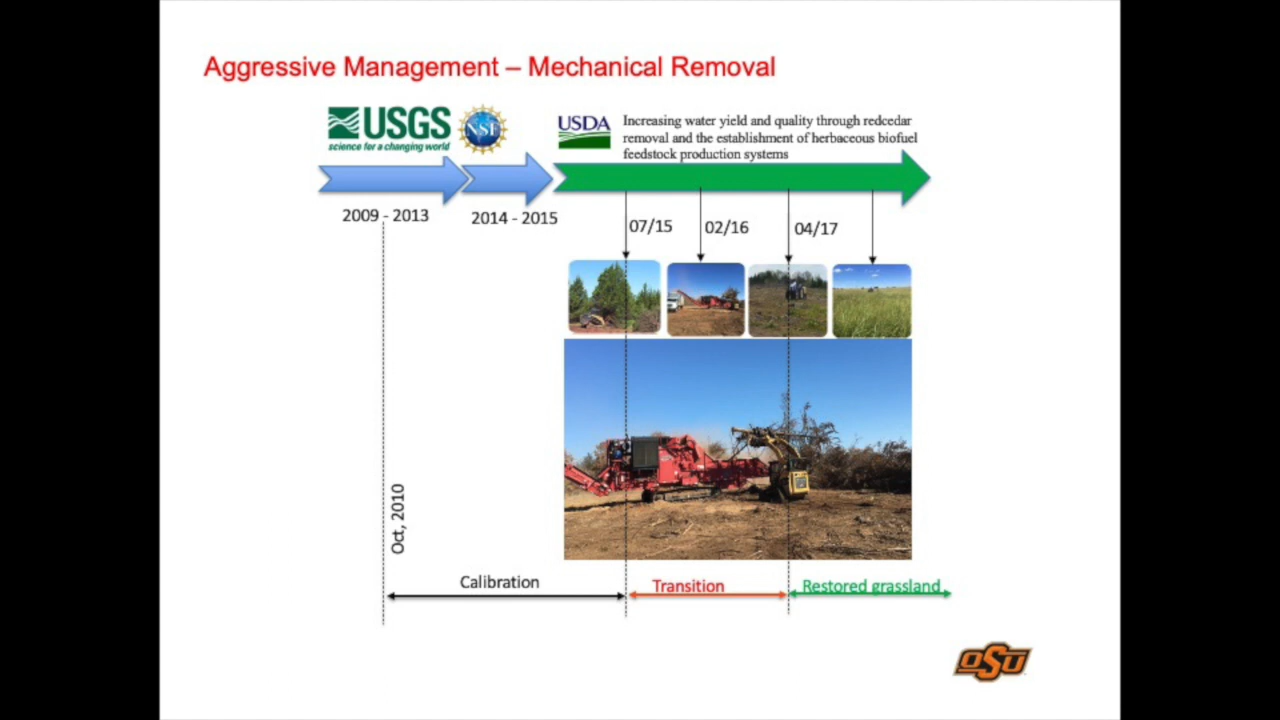 Aggressive Management – Mechanical Removal
USGS
science for a changing world
NSF
USDA
Increasing water yield and quality through redcedar
removal and the establishment of herbaceous biofuel
feedstock production systems
2009 - 2013
2014 - 2015
07/15
02/16
04/17
Oct, 2010
Calibration
Transition
Restored grassland
OSU